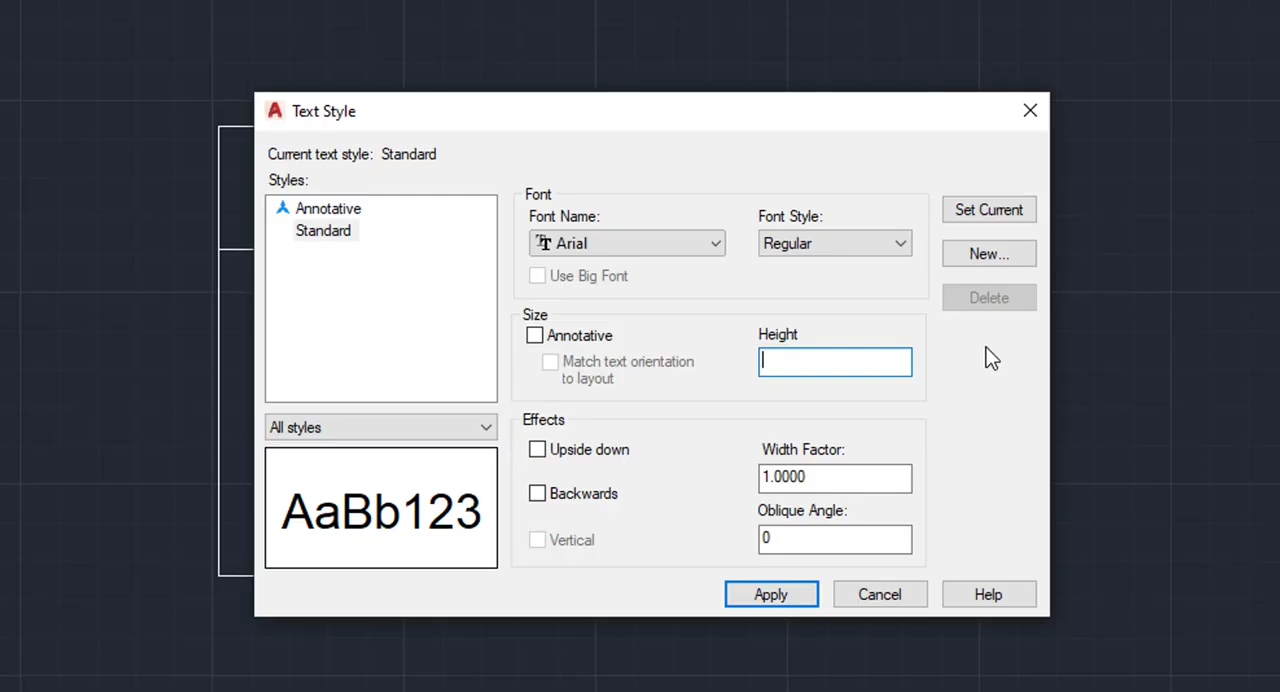 Text Style
Current text style: Standard
Styles:
Annotative
Standard
All styles
AaBb123
Font
Font Name:
Font Style:
Arial
Regular
Use Big Font
Size
Annotative
Height
Match text orientation
to layout
Effects
Upside down
Width Factor:
1.0000
Backwards
Oblique Angle:
0
Vertical
Set Current
New...
Delete
Apply
Cancel
Help